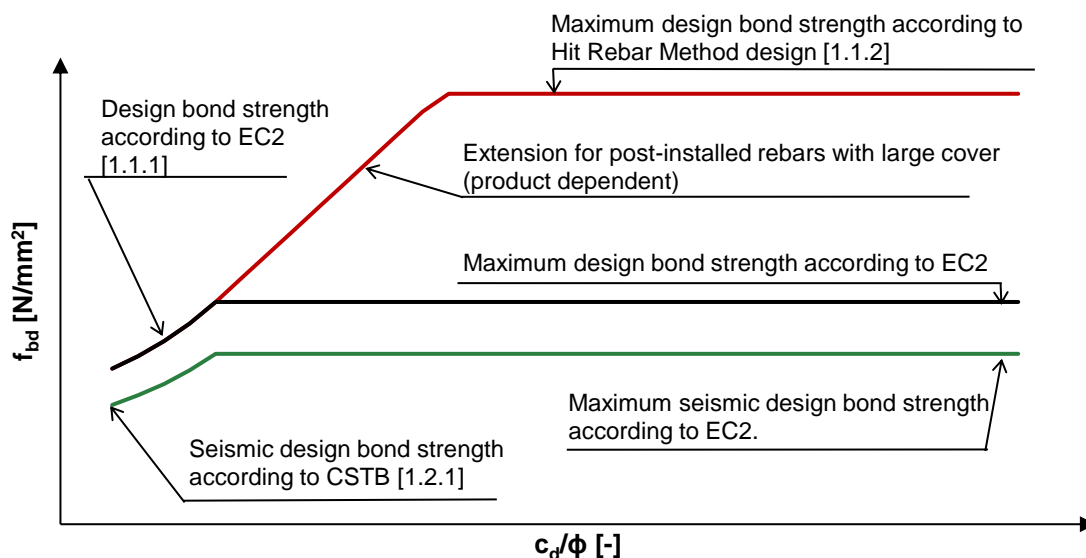 Maximum design bond strength according to
Hit Rebar Method design [1.1.2]
Design bond strength
according to EC2
[1.1.1]
Extension for post-installed rebars with large cover
(product dependent)
Maximum design bond strength according to EC2
f_bd [N/mm²]
Maximum seismic design bond strength
according to EC2.
Seismic design bond strength
according to CSTB [1.2.1]
c_d/ϕ [-]